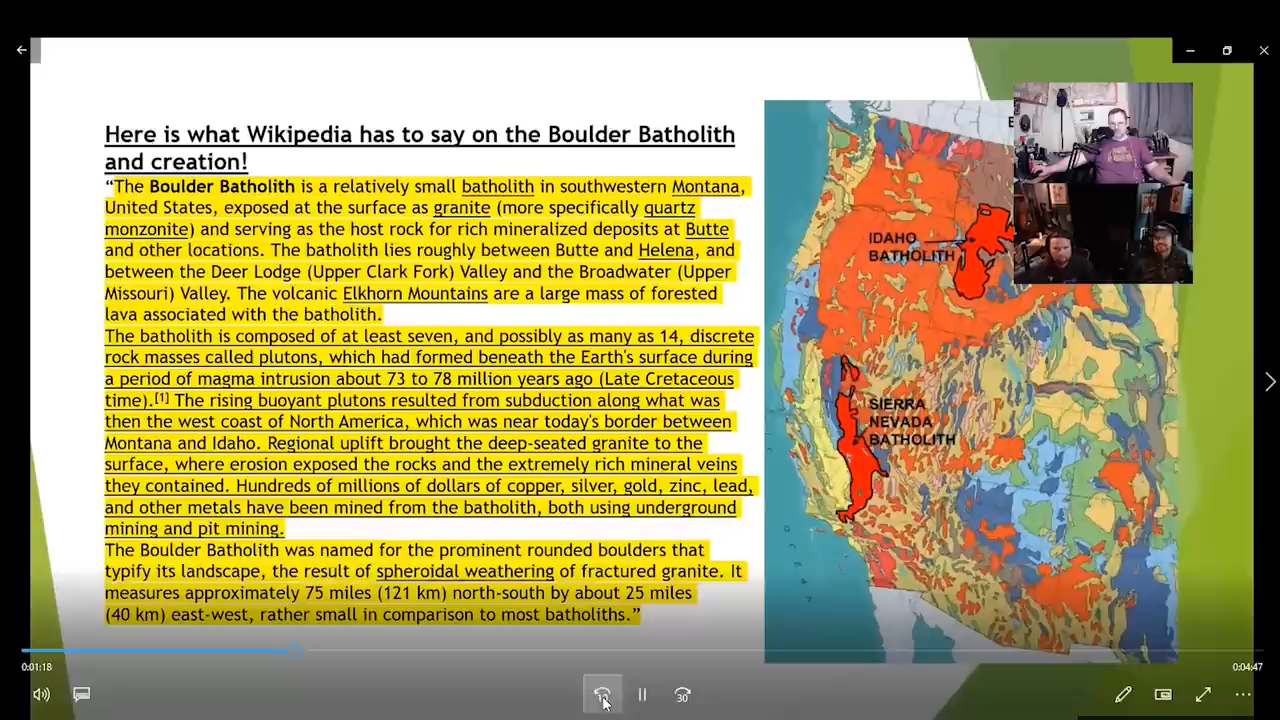 Here is what Wikipedia has to say on the Boulder Batholith
and creation!
“The Boulder Batholith is a relatively small batholith in southwestern Montana,
United States, exposed at the surface as granite (more specifically quartz
monzonite) and serving as the host rock for rich mineralized deposits at Butte
and other locations. The batholith lies roughly between Butte and Helena, and
between the Deer Lodge (Upper Clark Fork) Valley and the Broadwater (Upper
Missouri) Valley. The volcanic Elkhorn Mountains are a large mass of forested
lava associated with the batholith.
The batholith is composed of at least seven, and possibly as many as 14, discrete
rock masses called plutons, which had formed beneath the Earth's surface during
a period of magma intrusion about 73 to 78 million years ago (Late Cretaceous
time).[1] The rising buoyant plutons resulted from subduction along what was
then the west coast of North America, which was near today's border between
Montana and Idaho. Regional uplift brought the deep-seated granite to the
surface, where erosion exposed the rocks and the extremely rich mineral veins
they contained. Hundreds of millions of dollars of copper, silver, gold, zinc, lead,
and other metals have been mined from the batholith, both using underground
mining and pit mining.
The Boulder Batholith was named for the prominent rounded boulders that
typify its landscape, the result of spheroidal weathering of fractured granite. It
measures approximately 75 miles (121 km) north-south by about 25 miles
(40 km) east-west, rather small in comparison to most batholiths.”
IDAHO
BATHOLITH
SIERRA
NEVADA
BATHOLITH
0:01:18
0:04:47
10
30